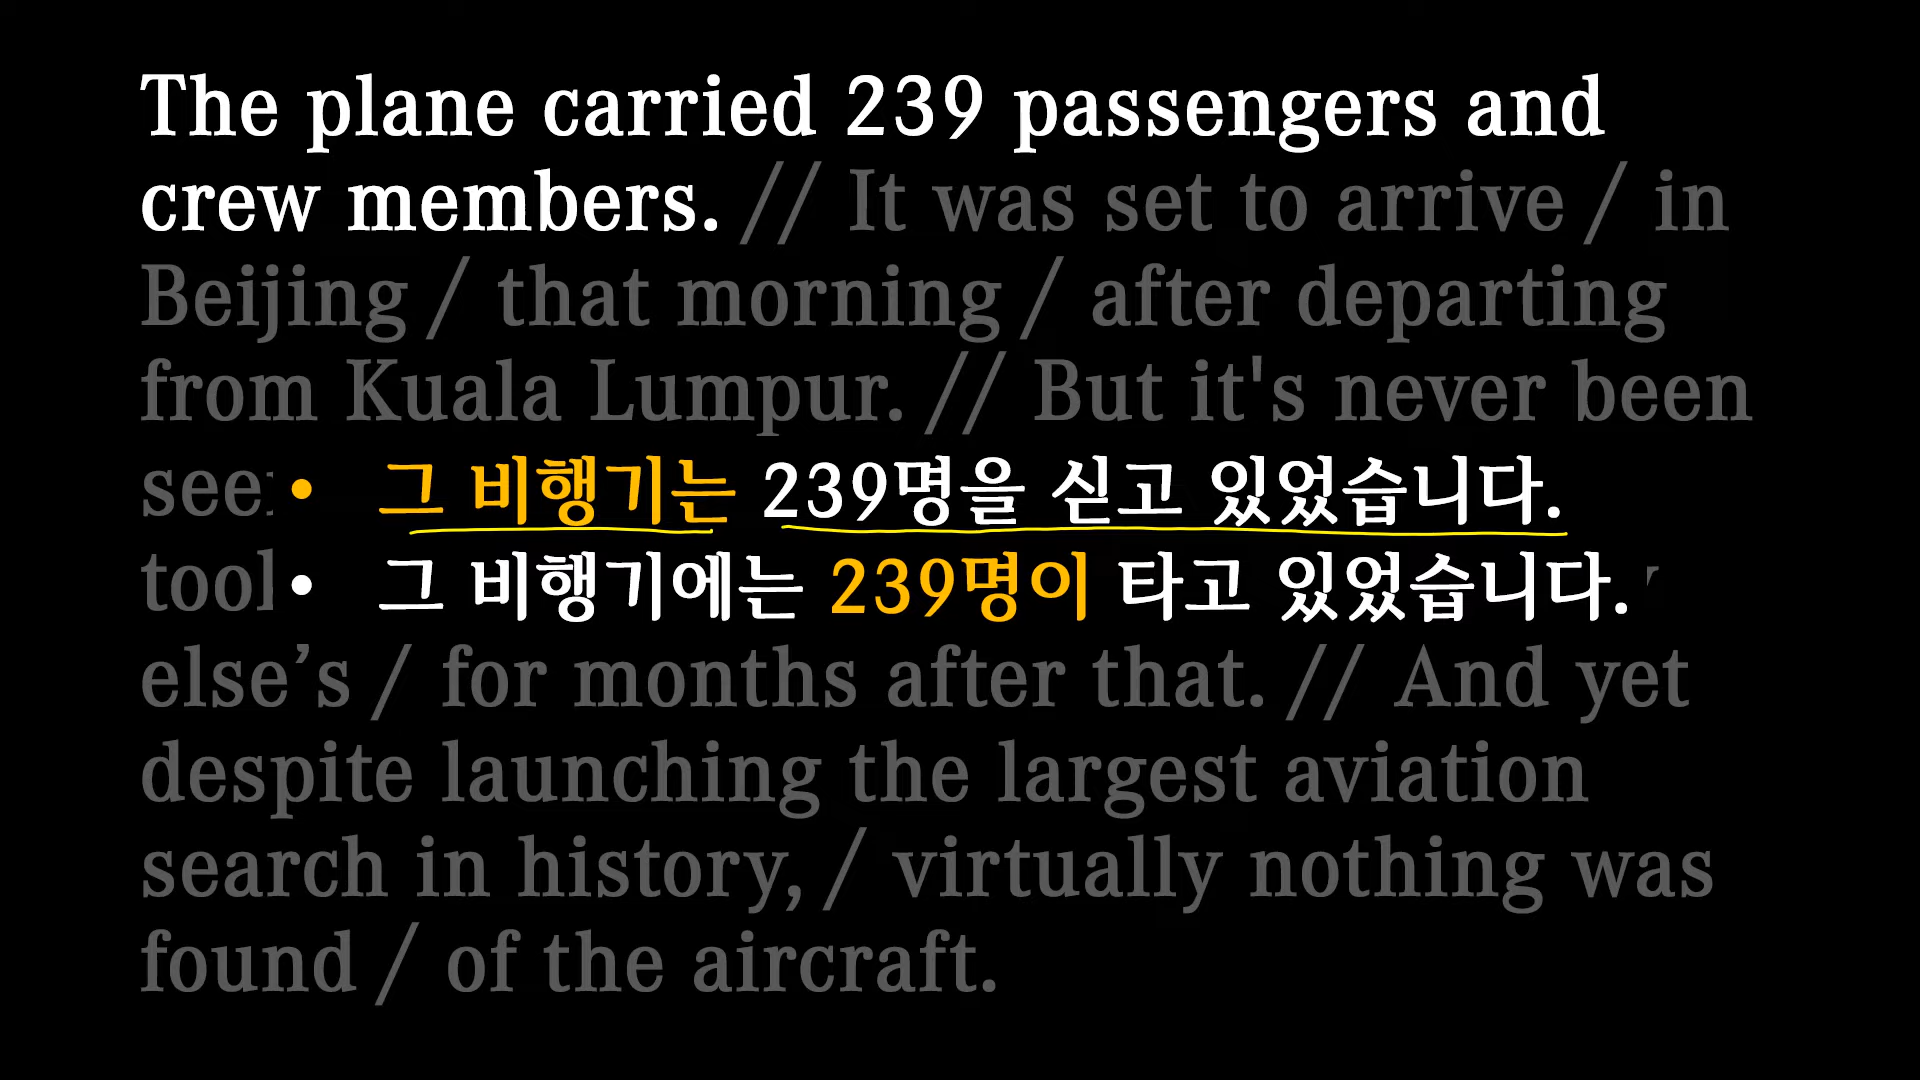 The plane carried 239 passengers and
crew members. // It was set to arrive / in
Beijing / that morning / after departing
from Kuala Lumpur. // But it's never been
• 그 비행기는 239명을 싣고 있었습니다.
• 그 비행기에는 239명이 타고 있었습니다.
else’s / for months after that. // And yet
despite launching the largest aviation
search in history, / virtually nothing was
found / of the aircraft.